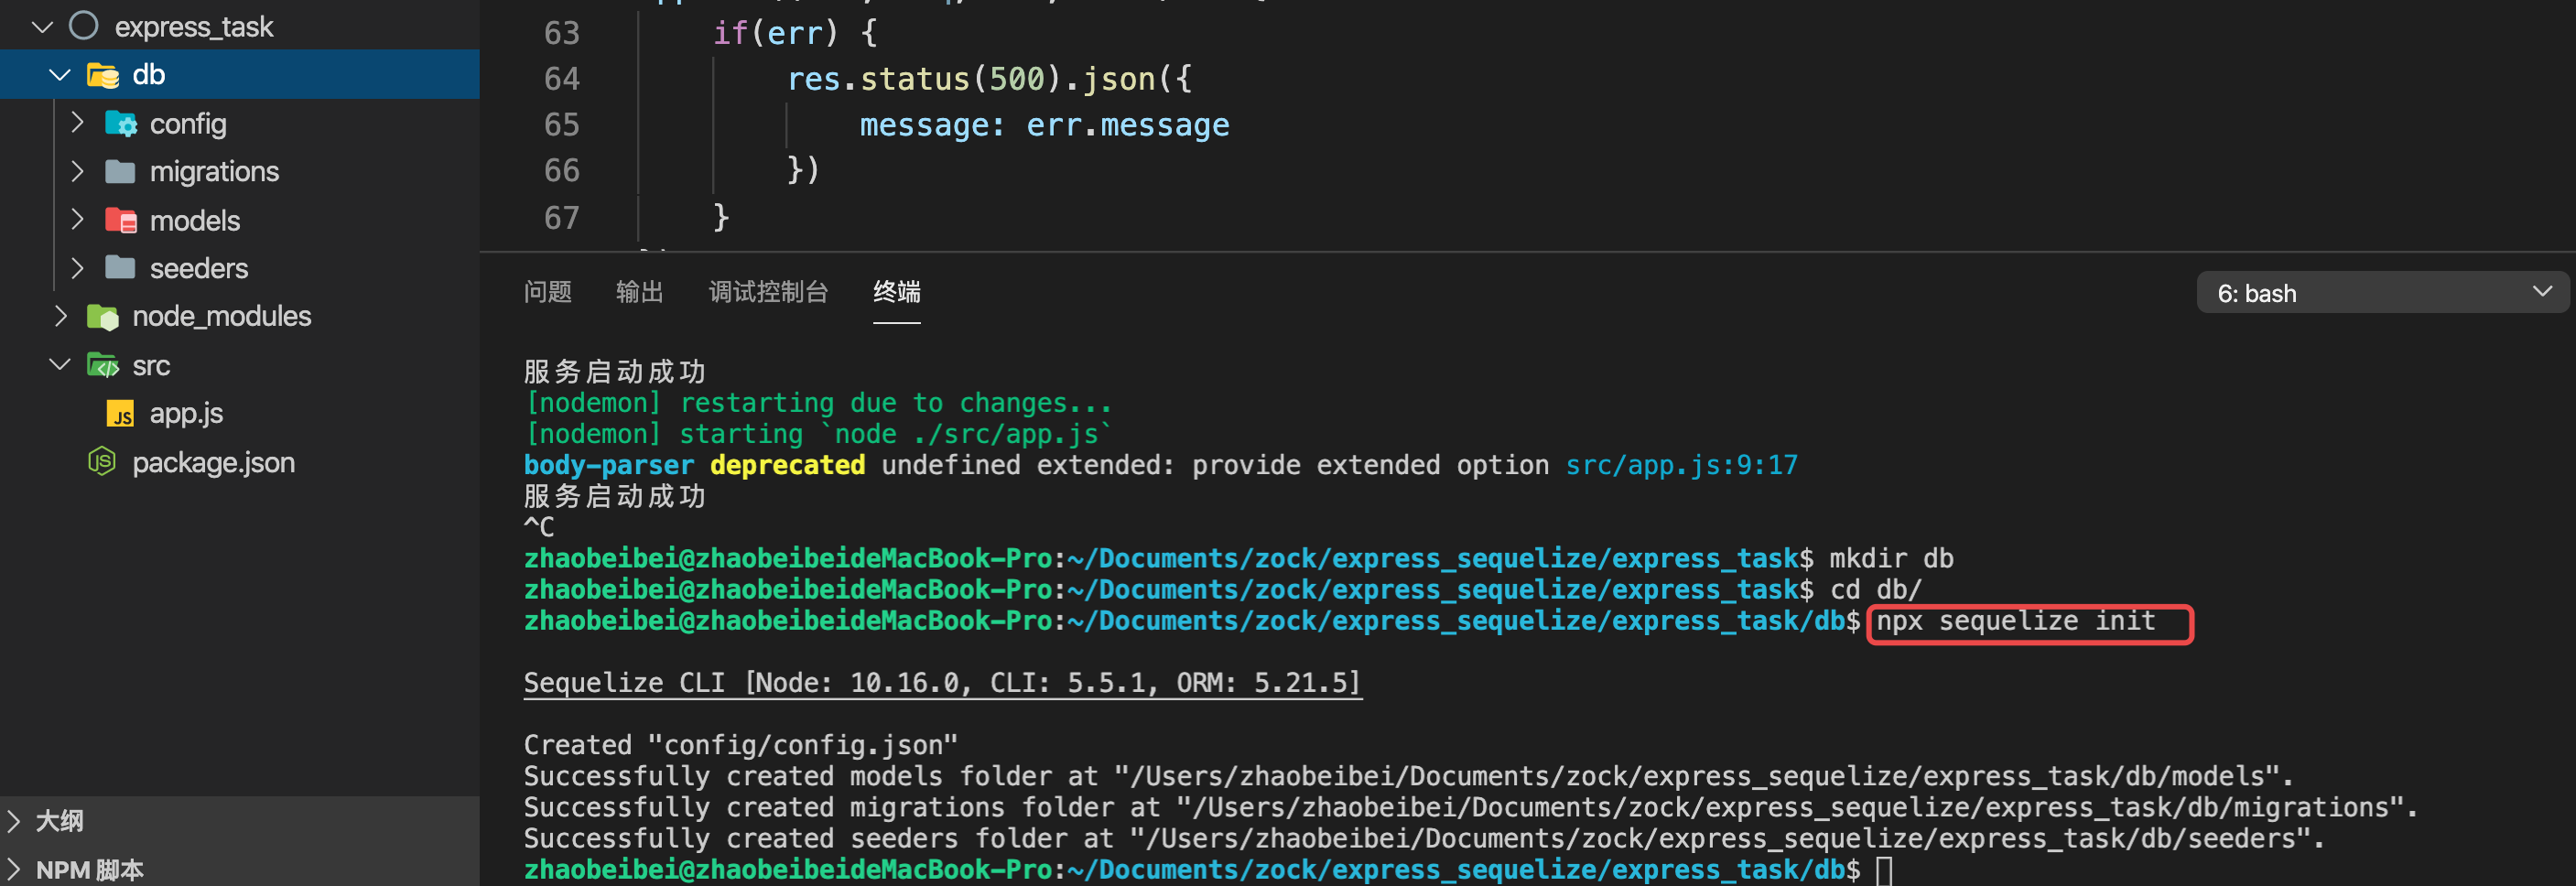 express_task
db
config
migrations
models
seeders
node_modules
src
app.js
package.json
大纲
NPM 脚本
63 if(err) {
64 res.status(500).json({
65 message: err.message
66 })
67 }
问题 输出 调试控制台 终端
6: bash
服务启动成功
[nodemon] restarting due to changes...
[nodemon] starting `node ./src/app.js`
body-parser deprecated undefined extended: provide extended option src/app.js:9:17
服务启动成功
^C
zhaobeibei@zhaobeibeideMacBook-Pro:~/Documents/zock/express_sequelize/express_task$ mkdir db
zhaobeibei@zhaobeibeideMacBook-Pro:~/Documents/zock/express_sequelize/express_task$ cd db/
zhaobeibei@zhaobeibeideMacBook-Pro:~/Documents/zock/express_sequelize/express_task/db$ npx sequelize init
Sequelize CLI [Node: 10.16.0, CLI: 5.5.1, ORM: 5.21.5]
Created "config/config.json"
Successfully created models folder at "/Users/zhaobeibei/Documents/zock/express_sequelize/express_task/db/models".
Successfully created migrations folder at "/Users/zhaobeibei/Documents/zock/express_sequelize/express_task/db/migrations".
Successfully created seeders folder at "/Users/zhaobeibei/Documents/zock/express_sequelize/express_task/db/seeders".
zhaobeibei@zhaobeibeideMacBook-Pro:~/Documents/zock/express_sequelize/express_task/db$